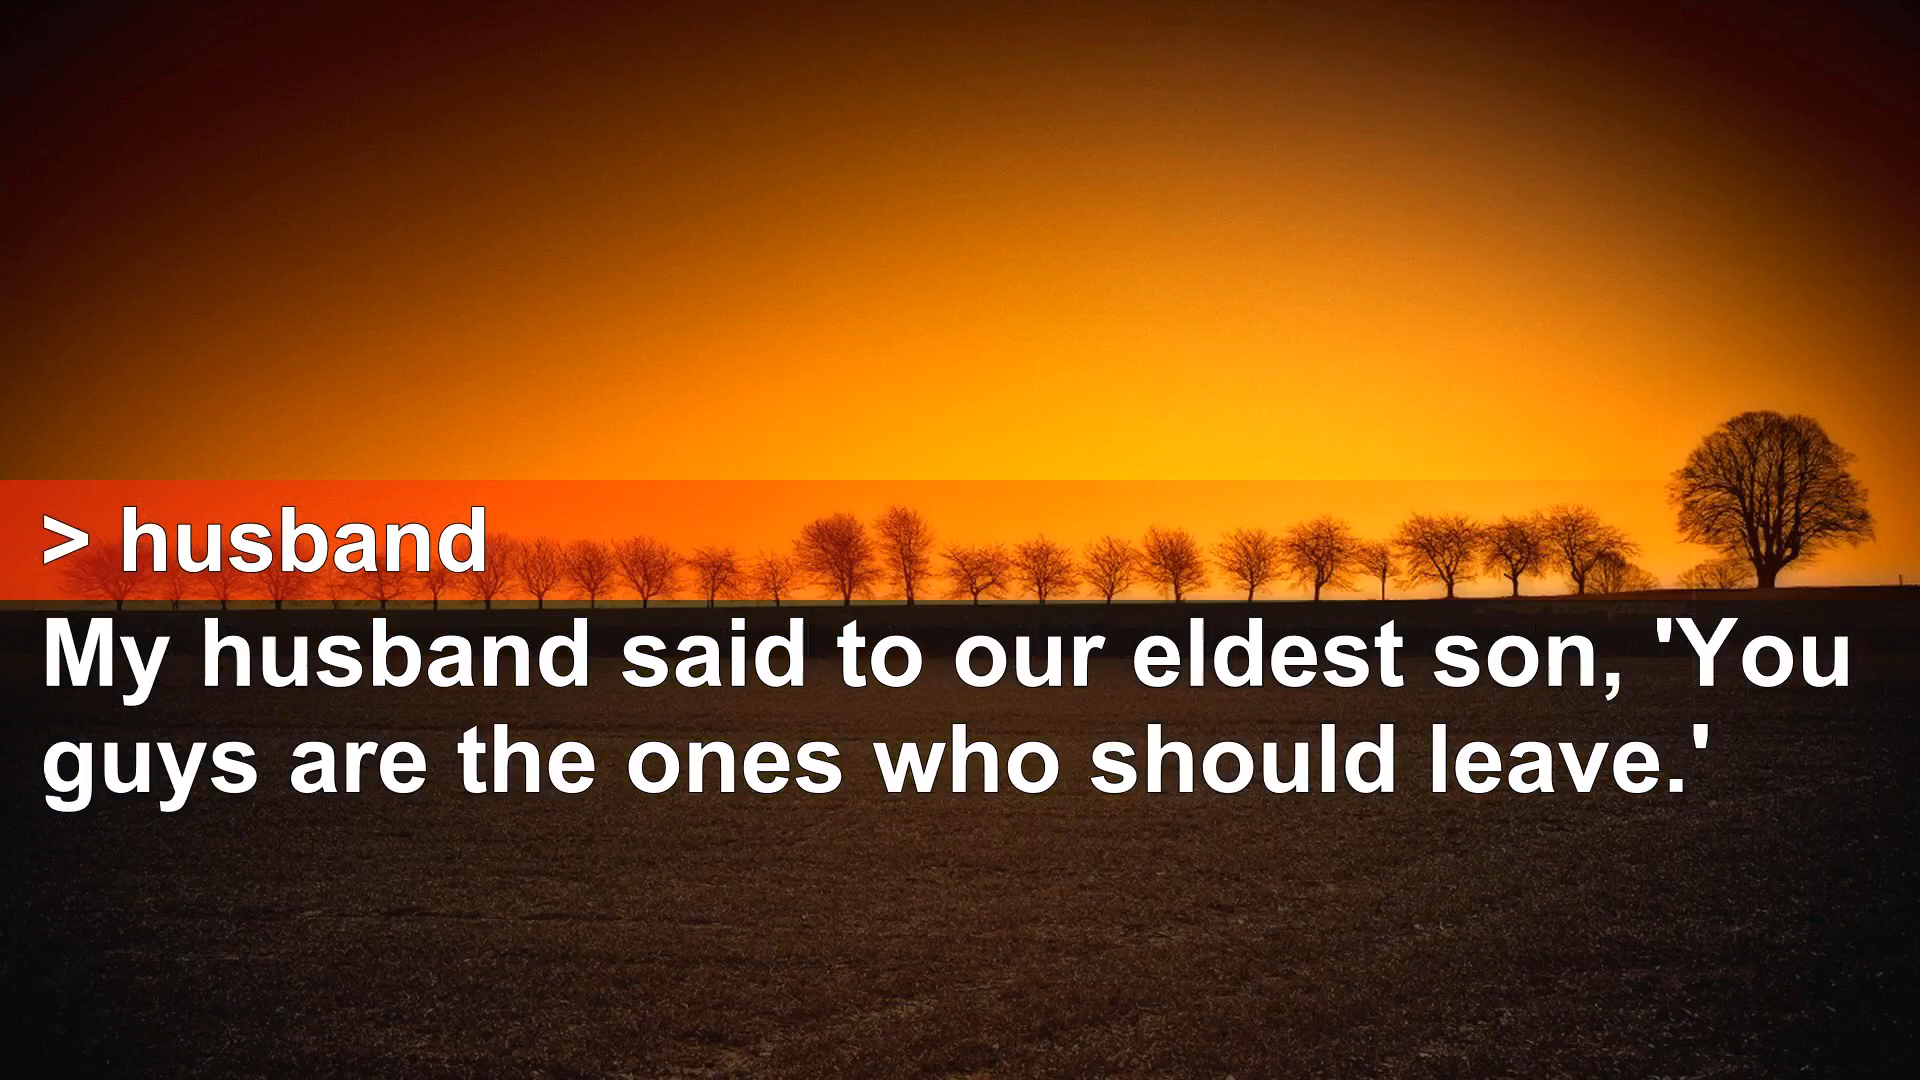 > husband
My husband said to our eldest son, 'You
guys are the ones who should leave.'